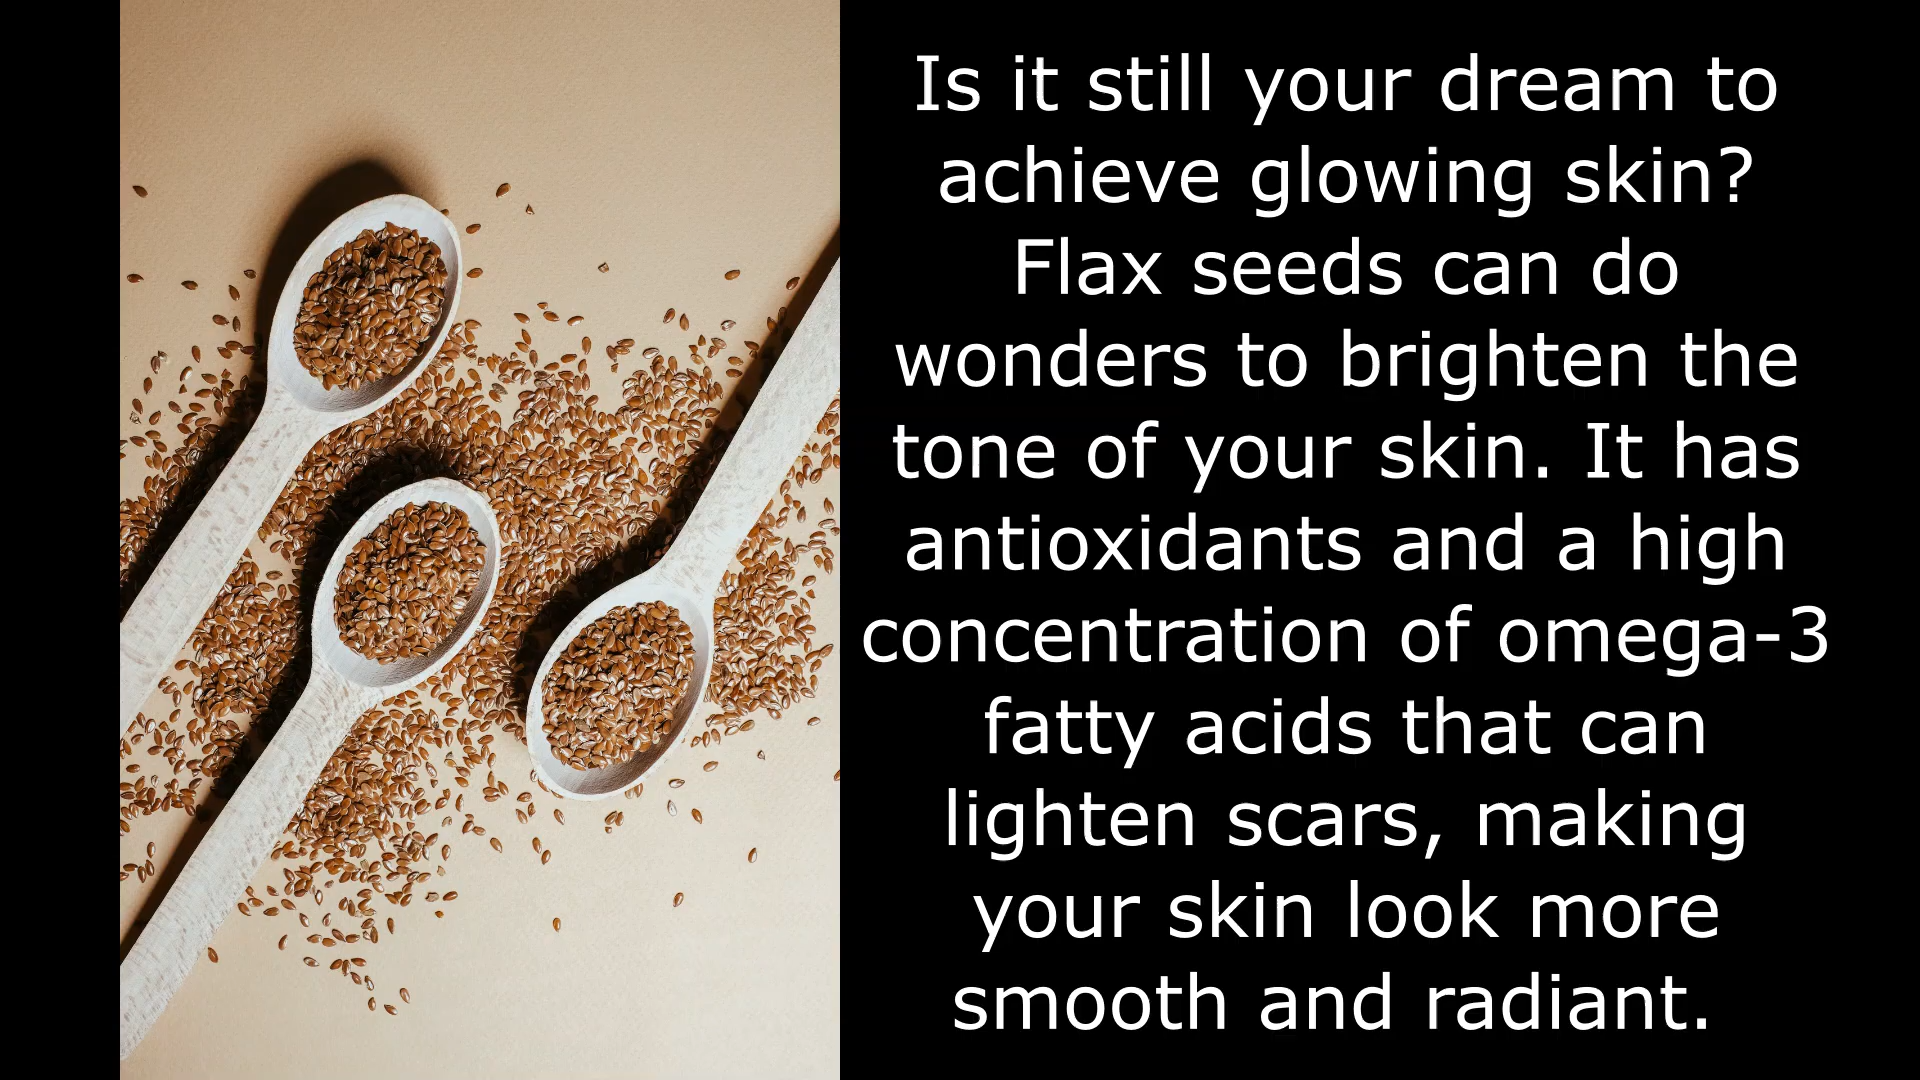 Is it still your dream to
achieve glowing skin?
Flax seeds can do
wonders to brighten the
tone of your skin. It has
antioxidants and a high
concentration of omega-3
fatty acids that can
lighten scars, making
your skin look more
smooth and radiant.